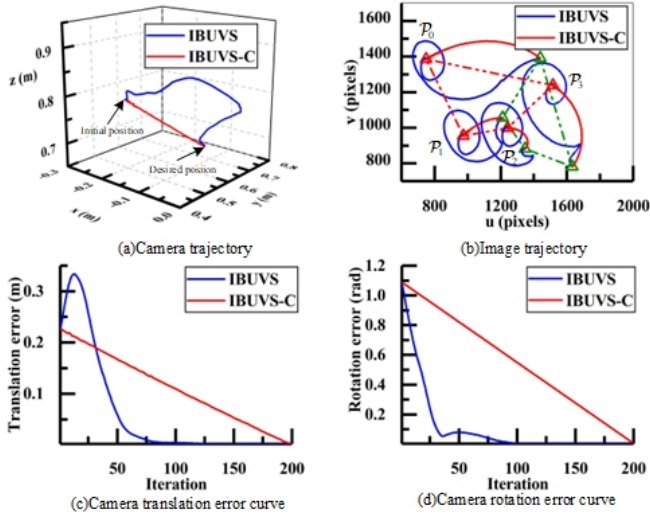 IBUVS
IBUVS-C
0.9
z (m)
0.8
0.7
Initial position
Desired position
-0.3
-0.2
-0.1
0.0
x (m)
0.4
0.5
0.6
0.7
0.8
y (m)
(a)Camera trajectory
1600
1400
1200
1000
800
v (pixels)
IBUVS
IBUVS-C
P0
P1
P2
P3
800
1200
1600
2000
u (pixels)
(b)Image trajectory
0.3
0.2
0.1
Translation error (m)
IBUVS
IBUVS-C
50
100
150
200
Iteration
(c)Camera translation error curve
1.2
1.0
0.8
0.6
0.4
0.2
Rotation error (rad)
IBUVS
IBUVS-C
0
50
100
150
200
Iteration
(d)Camera rotation error curve